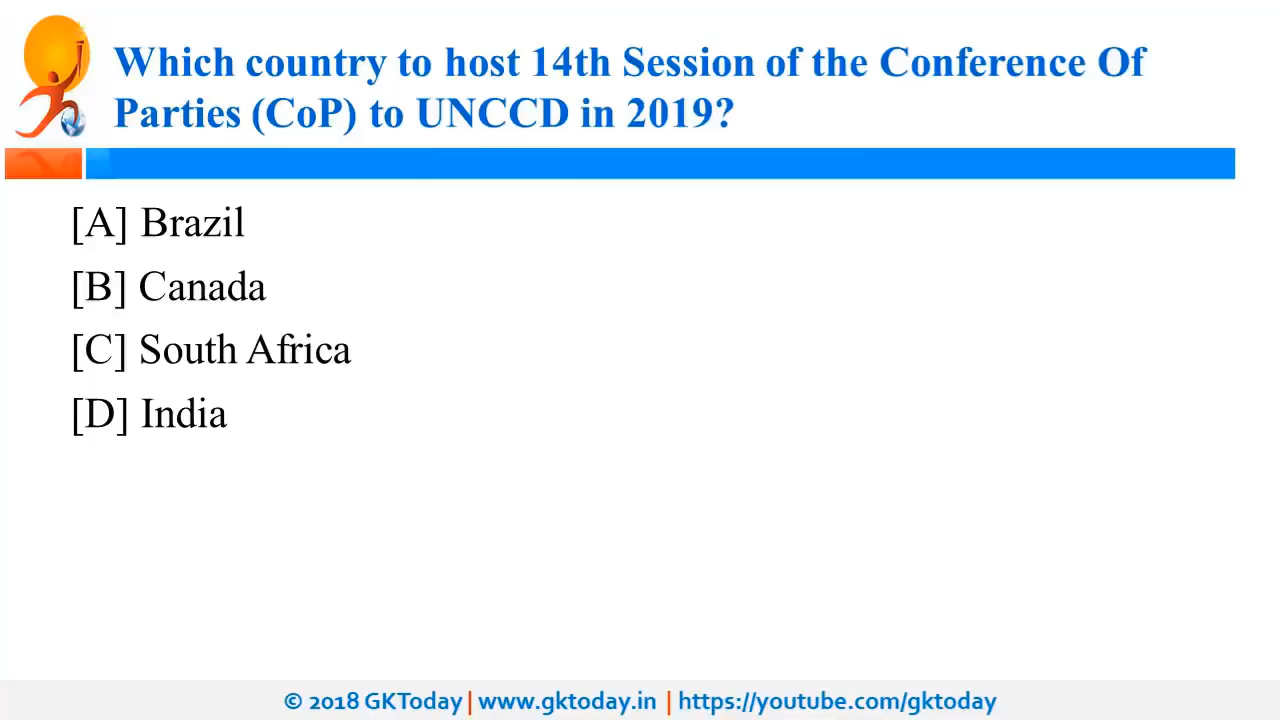 Which country to host 14th Session of the Conference Of
Parties (CoP) to UNCCD in 2019?
[A] Brazil
[B] Canada
[C] South Africa
[D] India
© 2018 GKToday | www.gktoday.in | https://youtube.com/gktoday